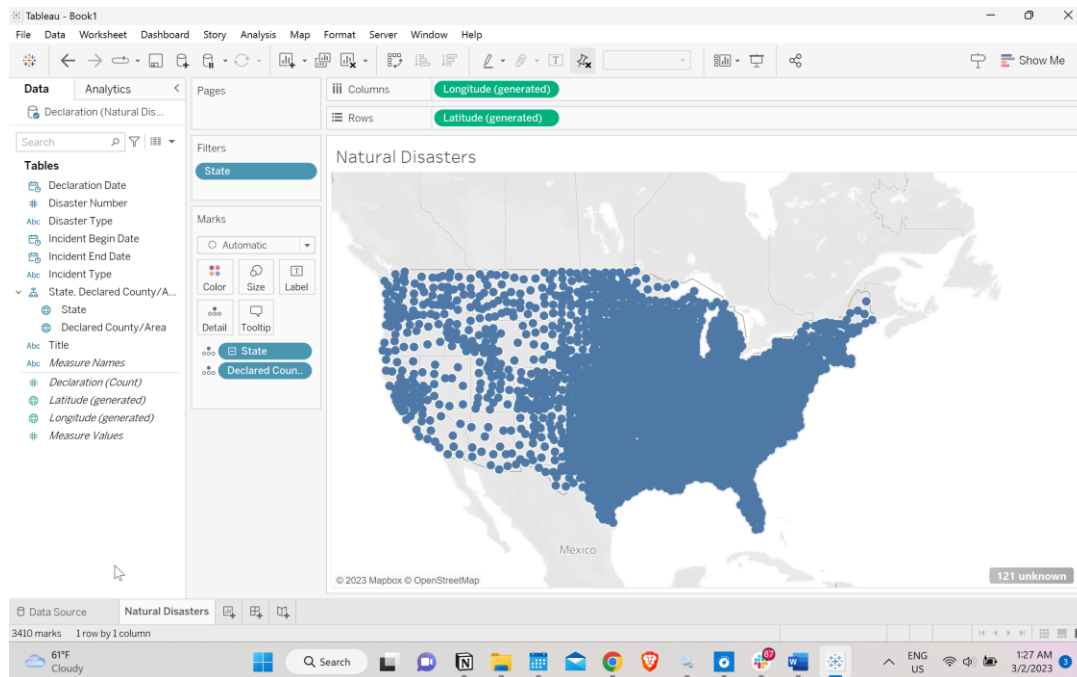 Tableau - Book1
File Data Worksheet Dashboard Story Analysis Map Format Server Window Help
Show Me
Data Analytics
Declaration (Natural Dis...
Search
Tables
Declaration Date
# Disaster Number
Abc Disaster Type
Incident Begin Date
Incident End Date
Abc Incident Type
State, Declared County/A...
State
Declared County/Area
Abc Title
Abc Measure Names
# Declaration (Count)
Latitude (generated)
Longitude (generated)
# Measure Values
Pages
Filters
State
Marks
Automatic
Color Size Label
Detail Tooltip
State
Declared Coun..
Columns Longitude (generated)
Rows Latitude (generated)
Natural Disasters
Mexico
© 2023 Mapbox © OpenStreetMap
121 unknown
Data Source Natural Disasters
3410 marks 1 row by 1 column
61°F
Cloudy
Search
87
ENG
US
1:27 AM
3/2/2023
3